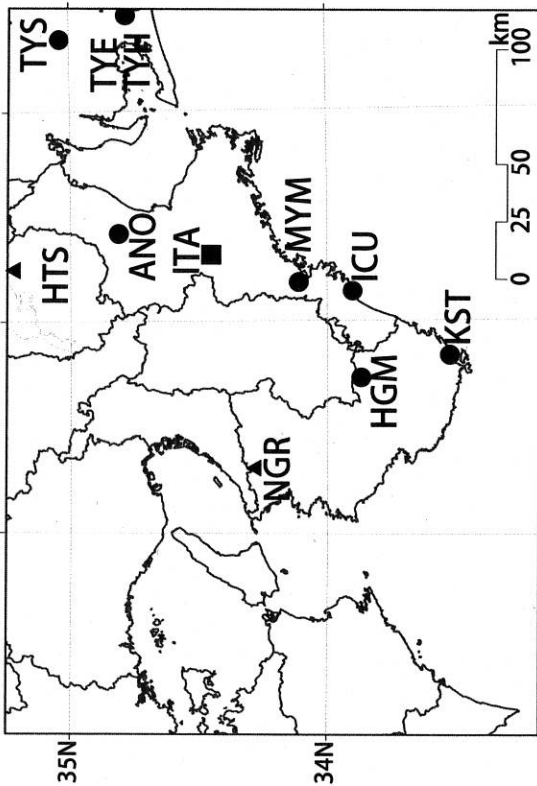 TYS
TYE
TYH
HTS
ANO
ITA
MYM
ICU
HGM
KST
NGR
35N
34N
0
25
50
100
km